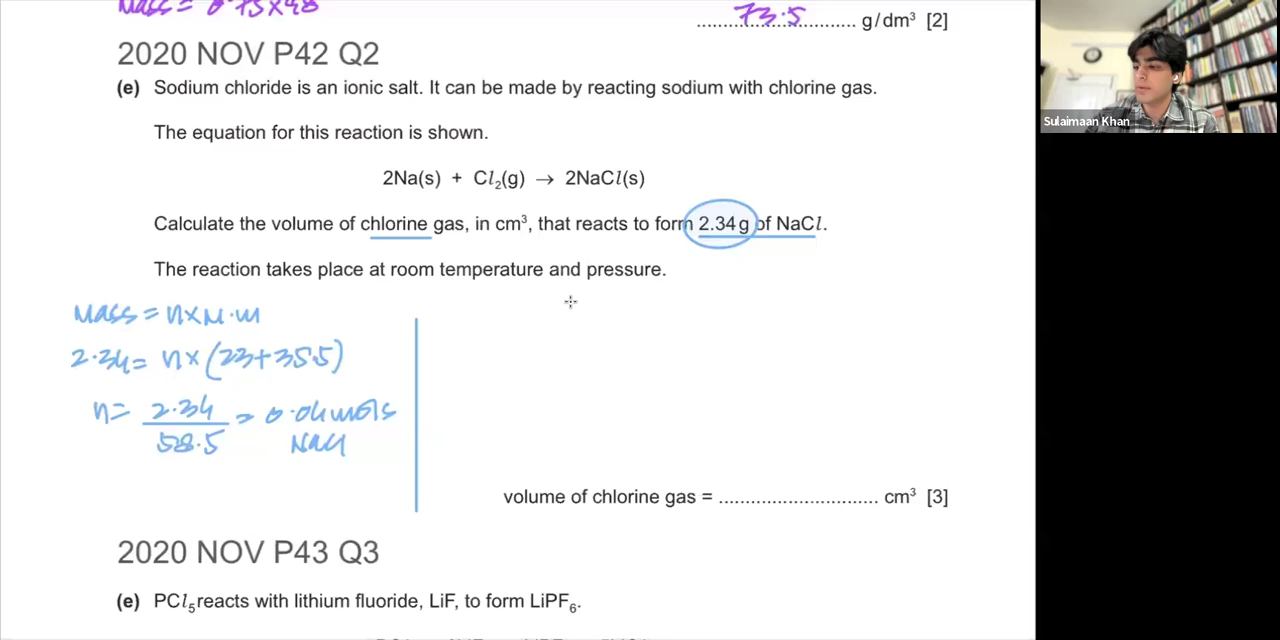 Mass = 0.75x98
73.5 g/dm³ [2]
2020 NOV P42 Q2
(e) Sodium chloride is an ionic salt. It can be made by reacting sodium with chlorine gas.
The equation for this reaction is shown.
2Na(s) + Cl₂(g) → 2NaCl(s)
Calculate the volume of chlorine gas, in cm³, that reacts to form 2.34 g of NaCl.
The reaction takes place at room temperature and pressure.
Mass = n x M.M
2.34 = n x (23+35.5)
n = 2.34 / 58.5 = 0.04 mols
NaCl
volume of chlorine gas = ............................. cm³ [3]
2020 NOV P43 Q3
(e) PCl₅ reacts with lithium fluoride, LiF, to form LiPF₆.
Sulaimaan Khan